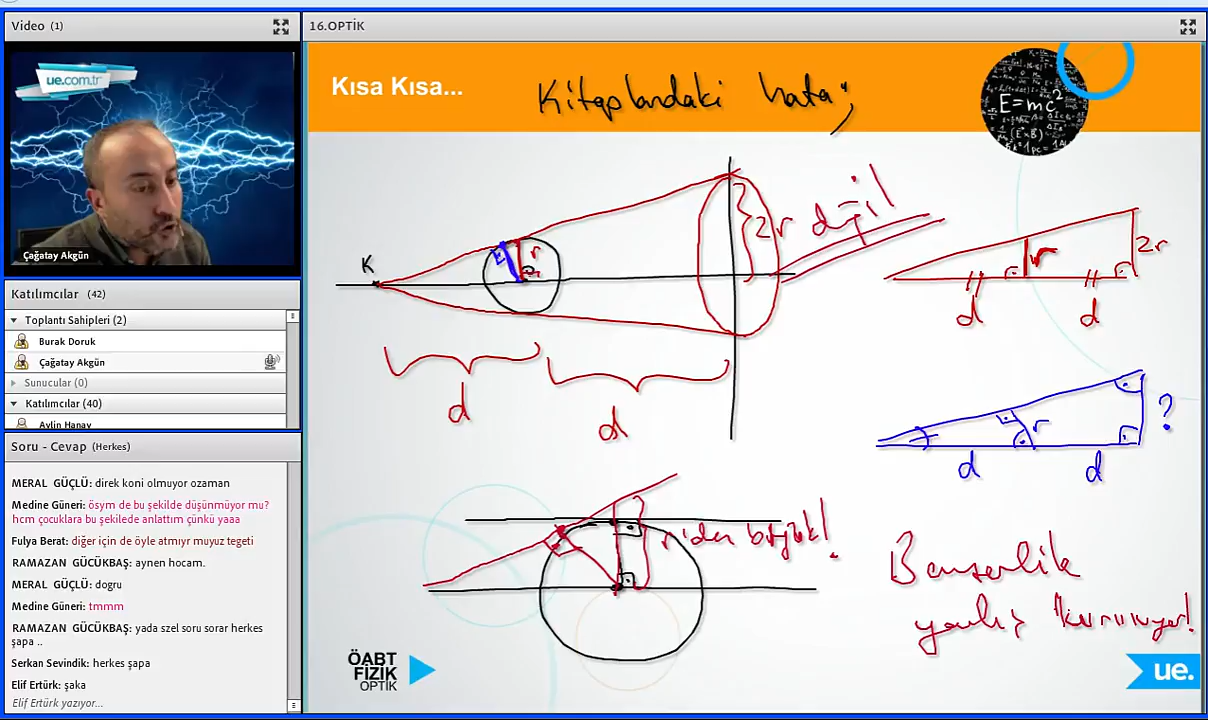 Video (1)
ue.com.tr
Çağatay Akgün
Katılımcılar (42)
Toplantı Sahipleri (2)
Burak Doruk
Çağatay Akgün
Sunucular (0)
Katılımcılar (40)
Aylin Hanay
Soru - Cevap (Herkes)
MERAL GÜÇLÜ: direk koni olmuyor ozaman
Medine Güneri: ösym de bu şekilde düşünmüyor mu?
hcm çocuklara bu şekilede anlattım çünkü yaaa
Fulya Berat: diğer için de öyle atmıyr muyuz tegeti
RAMAZAN GÜCÜKBAŞ: aynen hocam.
MERAL GÜÇLÜ: dogru
Medine Güneri: tmmm
RAMAZAN GÜCÜKBAŞ: yada szel soru sorar herkes
şapa ..
Serkan Sevindik: herkes şapa
Elif Ertürk: şaka
Elif Ertürk yazıyor...
16.OPTİK
Kısa Kısa...
Kitaplardaki hata;
E=mc²
K
r
2r değil
d
d
r
2r
d
d
r
?
d
d
r'den büyük!
Benzerlik
yanlış kuruluyor!
ÖABT
FİZİK
OPTİK
ue.